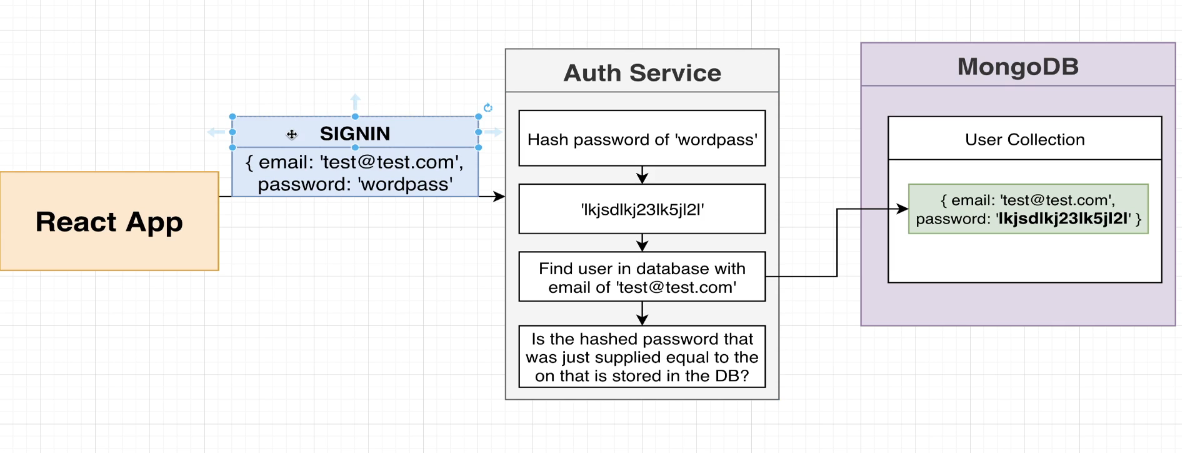 React App
SIGNIN
{ email: 'test@test.com',
password: 'wordpass'
Auth Service
Hash password of 'wordpass'
'lkjsdlkj23lk5jl2l'
Find user in database with
email of 'test@test.com'
Is the hashed password that
was just supplied equal to the
on that is stored in the DB?
MongoDB
User Collection
{ email: 'test@test.com',
password: 'lkjsdlkj23lk5jl2l' }